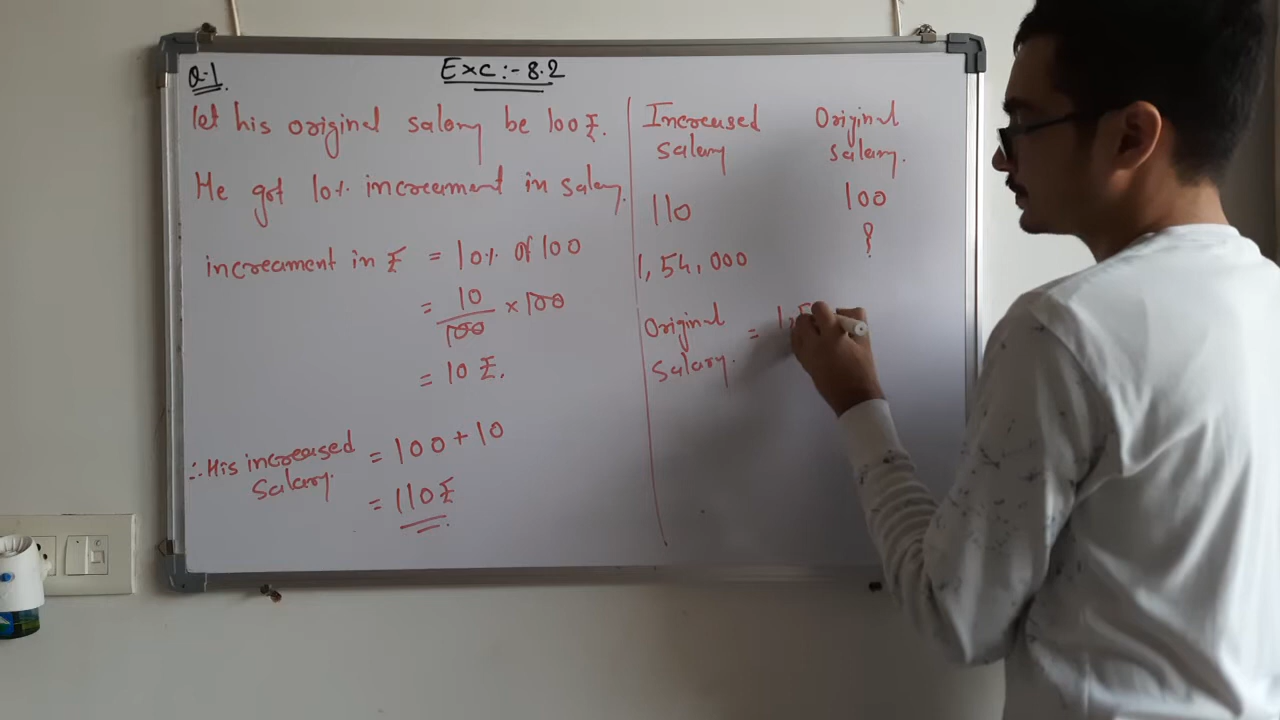 Q-1.
Exc:- 8.2
let his original salary be 100 ₹.
He got 10% increament in salary.
increament in ₹ = 10% of 100
= 10/100 × 100
= 10 ₹.
∴ His increased salary. = 100 + 10
= 110 ₹
Increased salary
Original salary.
110
100
1,54,000
?
Original salary. = 1,5